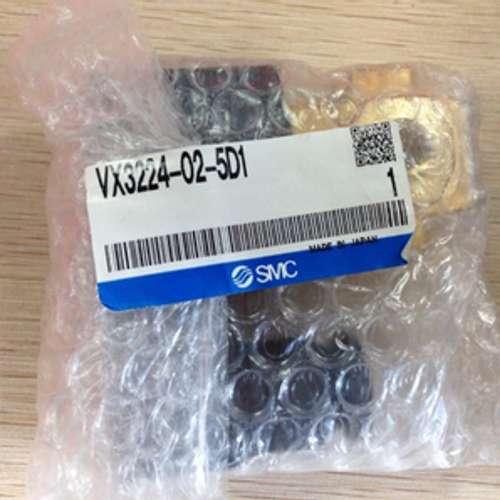 VX3224-02-5D1
1
MADE IN JAPAN
SMC